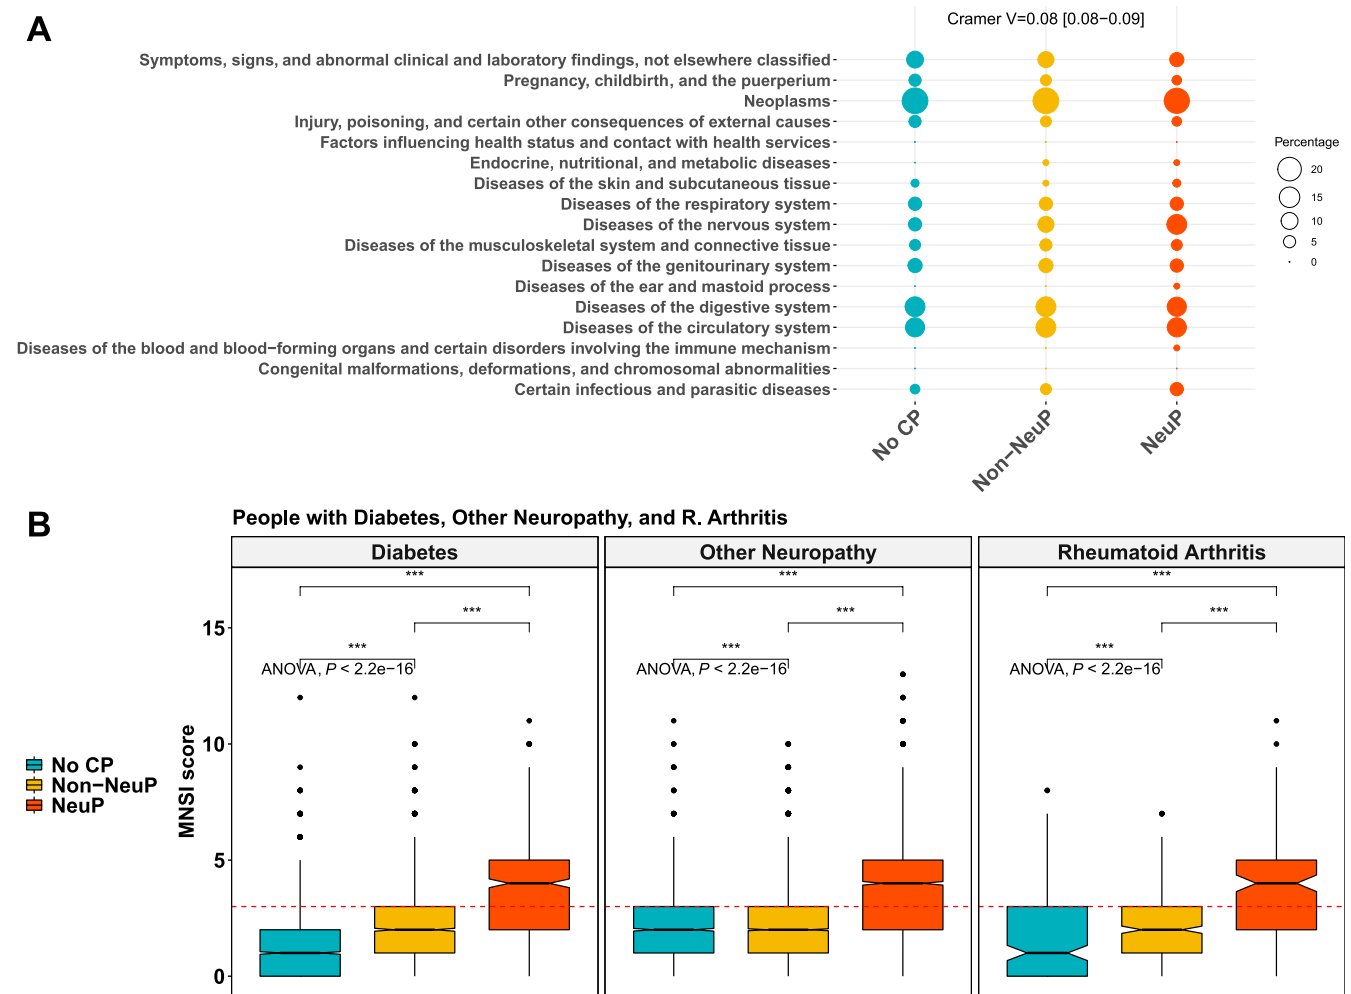 A
Cramer V=0.08 [0.08−0.09]
Symptoms, signs, and abnormal clinical and laboratory findings, not elsewhere classified
Pregnancy, childbirth, and the puerperium
Neoplasms
Injury, poisoning, and certain other consequences of external causes
Factors influencing health status and contact with health services
Endocrine, nutritional, and metabolic diseases
Diseases of the skin and subcutaneous tissue
Diseases of the respiratory system
Diseases of the nervous system
Diseases of the musculoskeletal system and connective tissue
Diseases of the genitourinary system
Diseases of the ear and mastoid process
Diseases of the digestive system
Diseases of the circulatory system
Diseases of the blood and blood−forming organs and certain disorders involving the immune mechanism
Congenital malformations, deformations, and chromosomal abnormalities
Certain infectious and parasitic diseases
No CP
Non−NeuP
NeuP
Percentage
20
15
10
5
0
B
People with Diabetes, Other Neuropathy, and R. Arthritis
Diabetes
Other Neuropathy
Rheumatoid Arthritis
***
***
***
ANOVA, P < 2.2e−16
***
***
***
ANOVA, P < 2.2e−16
***
***
***
ANOVA, P < 2.2e−16
MNSI score
15
10
5
0
No CP
Non−NeuP
NeuP